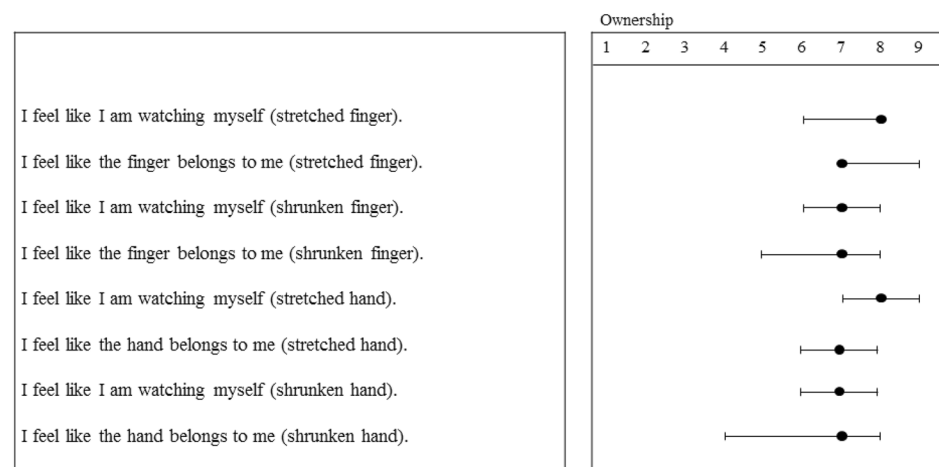 Ownership
1 2 3 4 5 6 7 8 9
I feel like I am watching myself (stretched finger).
I feel like the finger belongs to me (stretched finger).
I feel like I am watching myself (shrunken finger).
I feel like the finger belongs to me (shrunken finger).
I feel like I am watching myself (stretched hand).
I feel like the hand belongs to me (stretched hand).
I feel like I am watching myself (shrunken hand).
I feel like the hand belongs to me (shrunken hand).